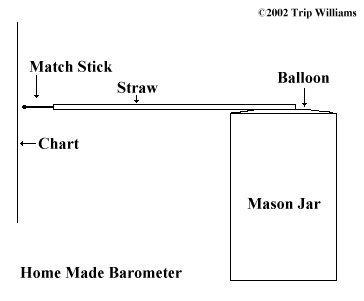 ©2002 Trip Williams
Match Stick
Balloon
Straw
Chart
Mason Jar
Home Made Barometer